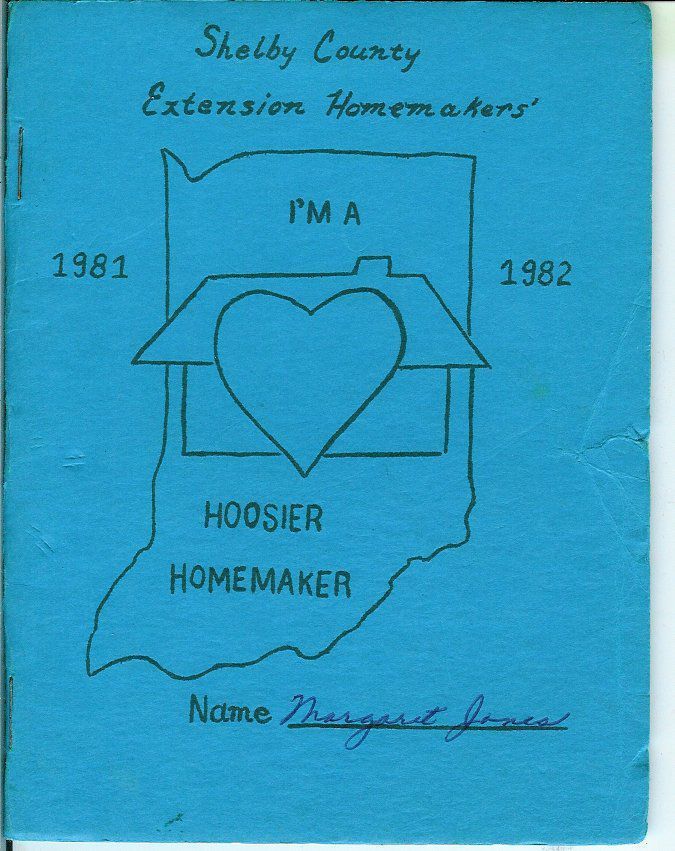 Shelby County
Extension Homemakers'
I'M A
1981
1982
HOOSIER
HOMEMAKER
Name Margaret Jones